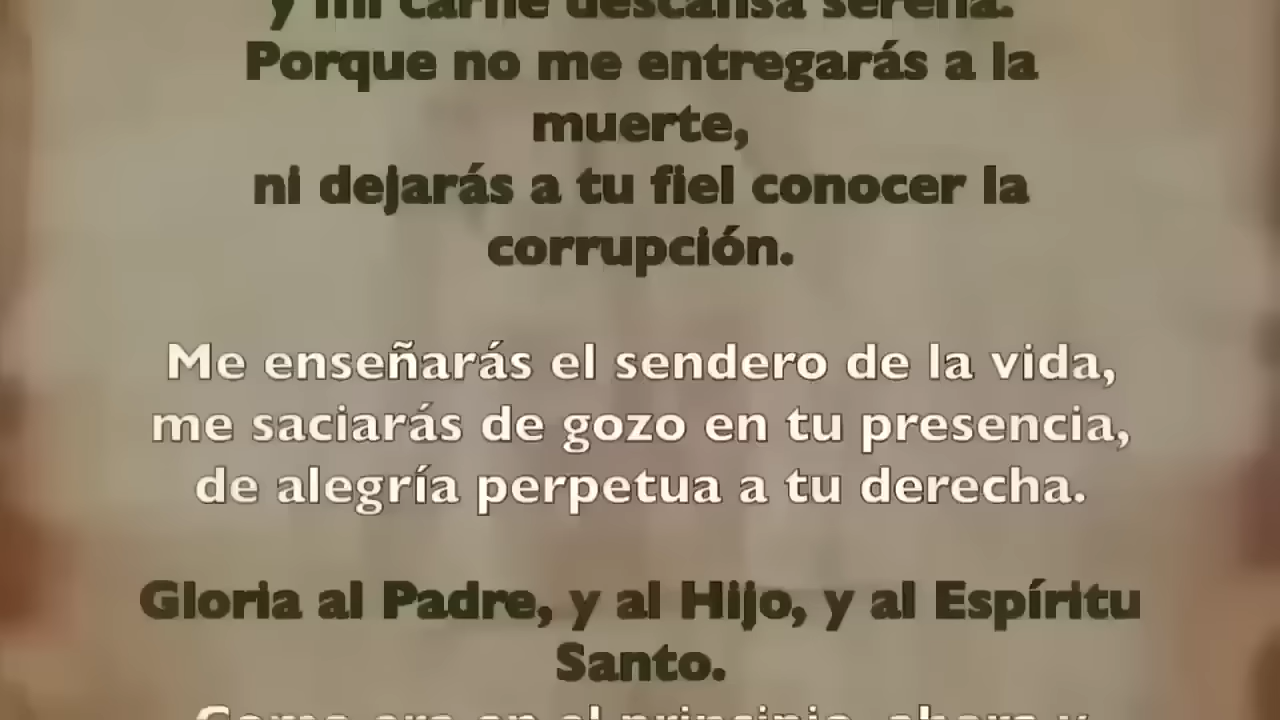 y mi carne descansa serena.
Porque no me entregarás a la
muerte,
ni dejarás a tu fiel conocer la
corrupción.
Me enseñarás el sendero de la vida,
me saciarás de gozo en tu presencia,
de alegría perpetua a tu derecha.
Gloria al Padre, y al Hijo, y al Espíritu
Santo.
Como era en el principio, ahora y